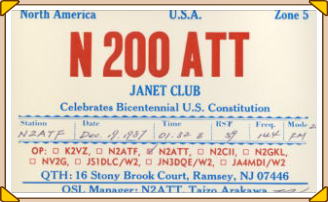 North America U.S.A. Zone 5
N 200 ATT
JANET CLUB
Celebrates Bicentennial U.S. Constitution
Station Date Time RST Freq. Mode
N2ATF Dec. 19, 1987 01:32 Z 59 144 FM
OP: □ K2VZ, □ N2ATF, ☑ N2ATT, □ N2CII, □ N2GKL,
□ NV2G, □ JS1DLC/W2, □ JN3DQE/W2, □ JA4MDI/W2
QTH: 16 Stony Brook Court, Ramsey, NJ 07446
QSL Manager: N2ATT, Taizo Arakawa